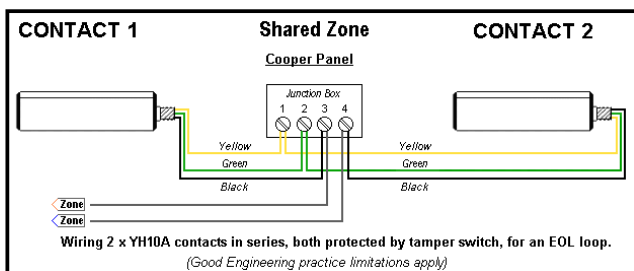 CONTACT 1 Shared Zone CONTACT 2
Cooper Panel
Junction Box
1 2 3 4
Yellow Yellow
Green Green
Black Black
Zone
Zone
Wiring 2 x YH10A contacts in series, both protected by tamper switch, for an EOL loop.
(Good Engineering practice limitations apply)